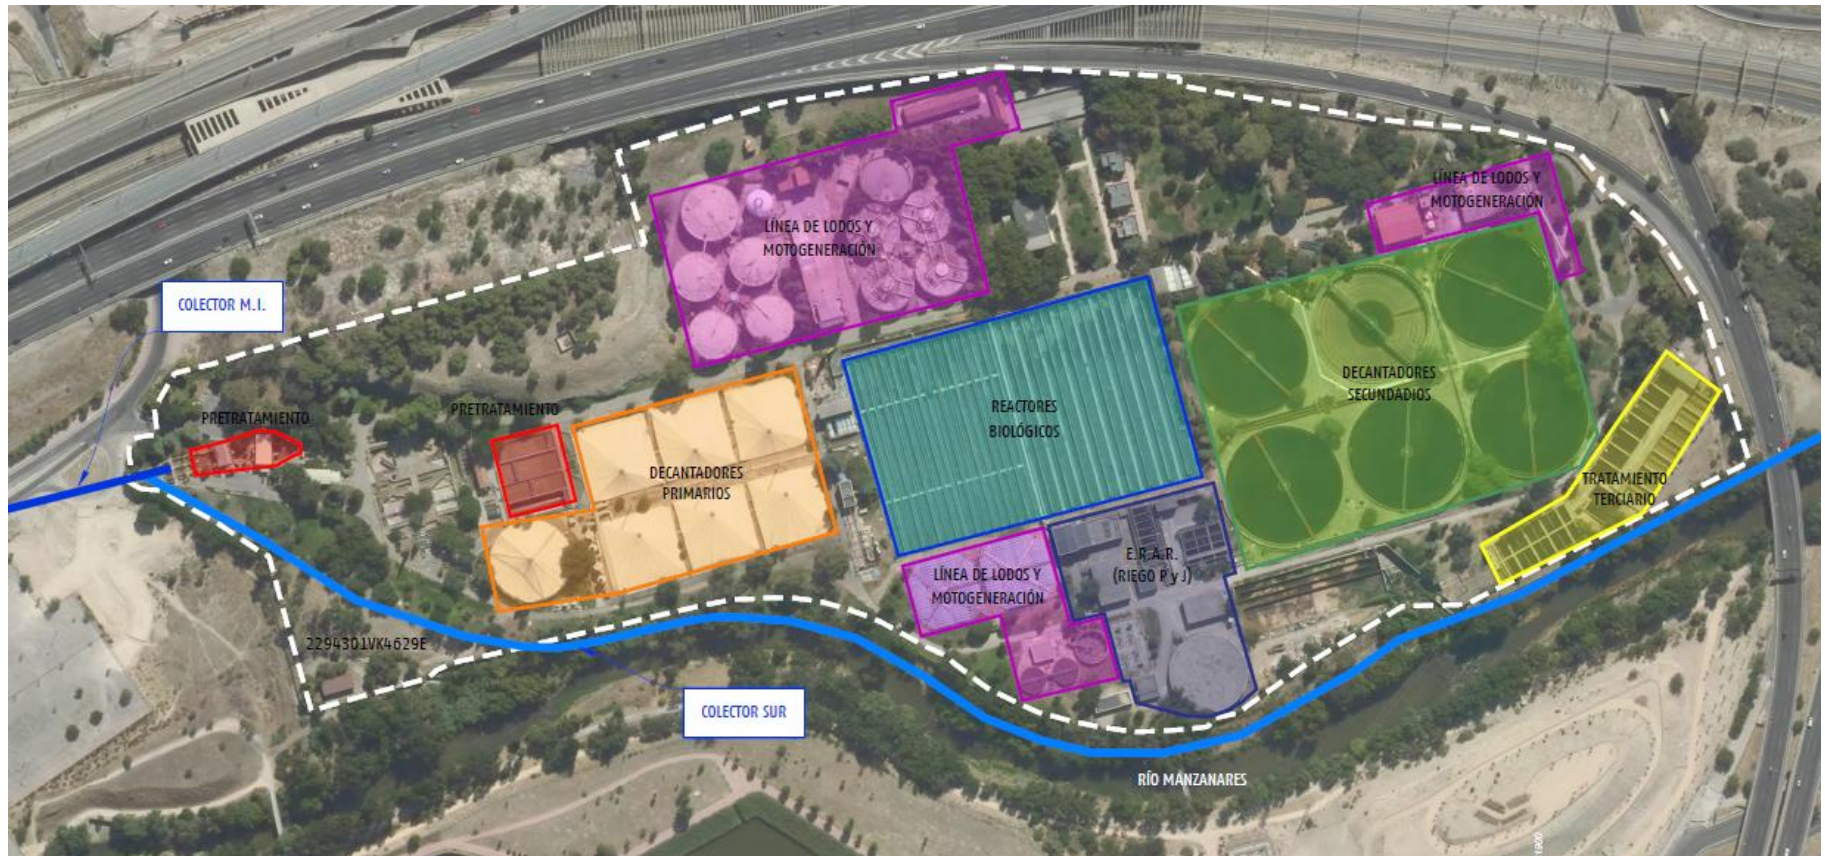 LÍNEA DE LODOS Y
MOTOGENERACIÓN
LÍNEA DE LODOS Y
MOTOGENERACIÓN
COLECTOR M.I.
PRETRATAMIENTO
PRETRATAMIENTO
DECANTADORES
PRIMARIOS
REACTORES
BIOLÓGICOS
DECANTADORES
SECUNDADIOS
TRATAMIENTO
TERCIARIO
LÍNEA DE LODOS Y
MOTOGENERACIÓN
E.R.A.R.
(RIEGO P y J)
2294301VK4629E
COLECTOR SUR
RÍO MANZANARES